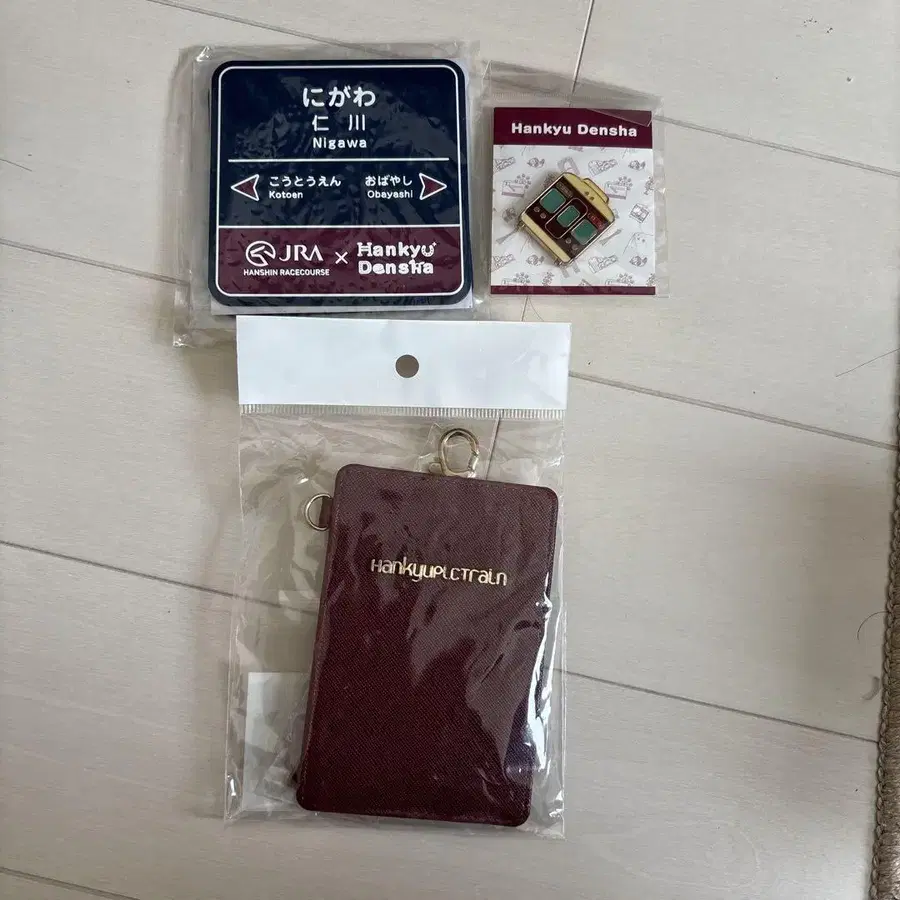 にがわ
仁川
Nigawa
こうとうえん おばやし
Kotoen Obayashi
JRA × Hankyu
HANSHIN RACECOURSE Densha
Hankyu Densha
HankyuPicTrain